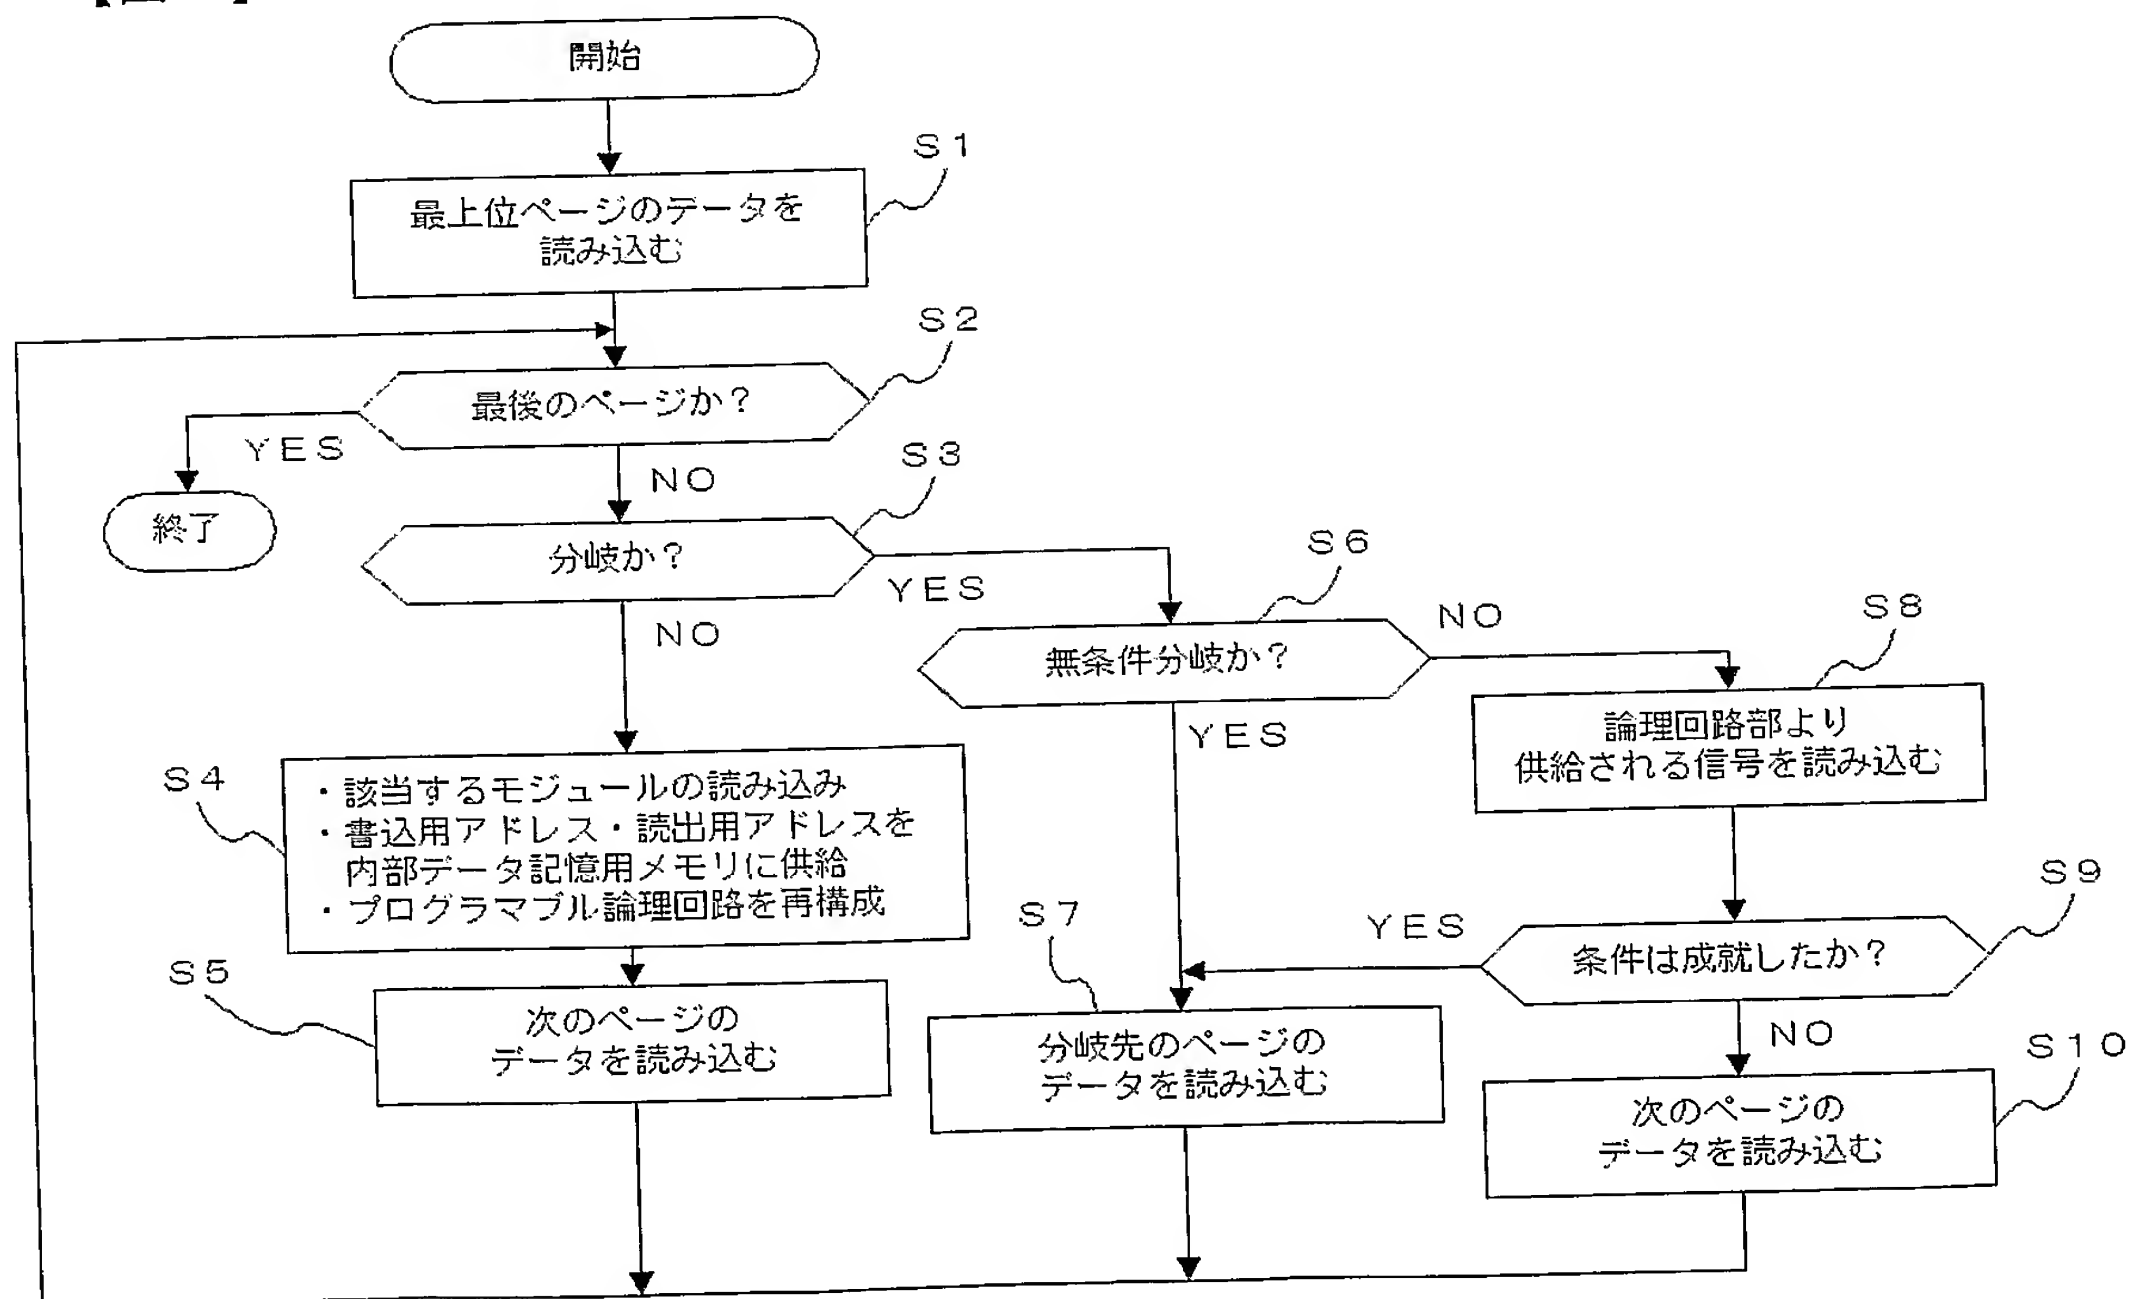 開始
S1
最上位ページのデータを
読み込む
S2
最後のページか?
YES
NO
S3
終了
分岐か?
YES
NO
S6
無条件分岐か?
NO
YES
S8
論理回路部より
供給される信号を読み込む
S4
・該当するモジュールの読み込み
・書込用アドレス・読出用アドレスを
内部データ記憶用メモリに供給
・プログラマブル論理回路を再構成
S5
次のページの
データを読み込む
S7
分岐先のページの
データを読み込む
YES
S9
条件は成就したか?
NO
S10
次のページの
データを読み込む